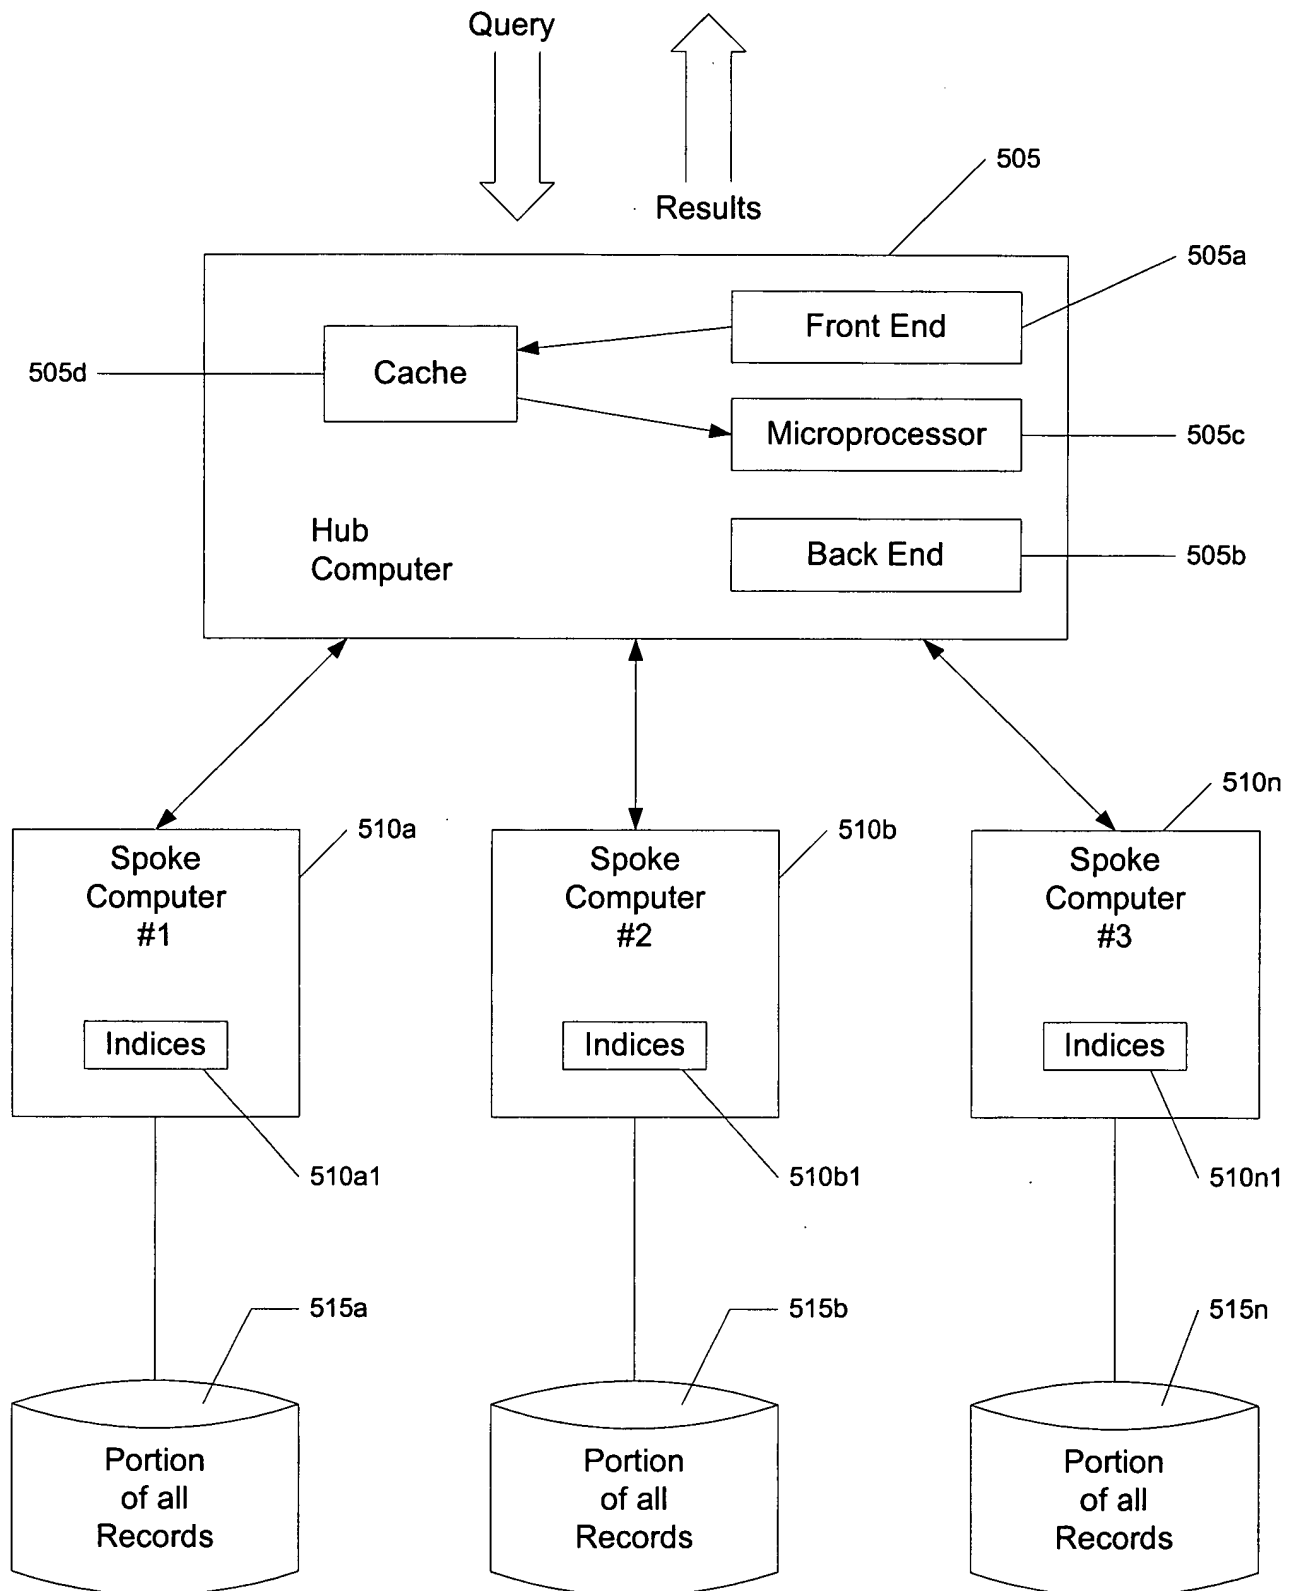 Query
Results
505
505a
Front End
Cache
505d
Microprocessor
505c
Hub
Computer
Back End
505b
510n
510a
510b
Spoke
Computer
#1
Spoke
Computer
#2
Spoke
Computer
#3
Indices
Indices
Indices
510a1
510b1
510n1
515a
515b
515n
Portion
of all
Records
Portion
of all
Records
Portion
of all
Records